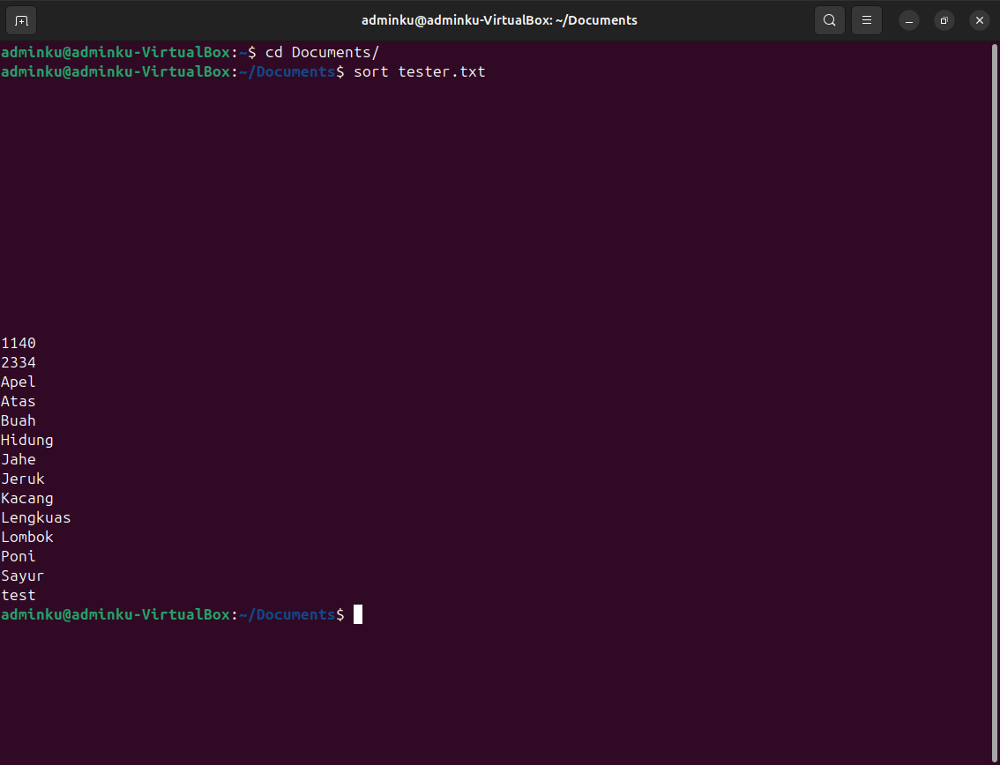 adminku@adminku-VirtualBox: ~/Documents
adminku@adminku-VirtualBox:~$ cd Documents/
adminku@adminku-VirtualBox:~/Documents$ sort tester.txt
1140
2334
Apel
Atas
Buah
Hidung
Jahe
Jeruk
Kacang
Lengkuas
Lombok
Poni
Sayur
test
adminku@adminku-VirtualBox:~/Documents$